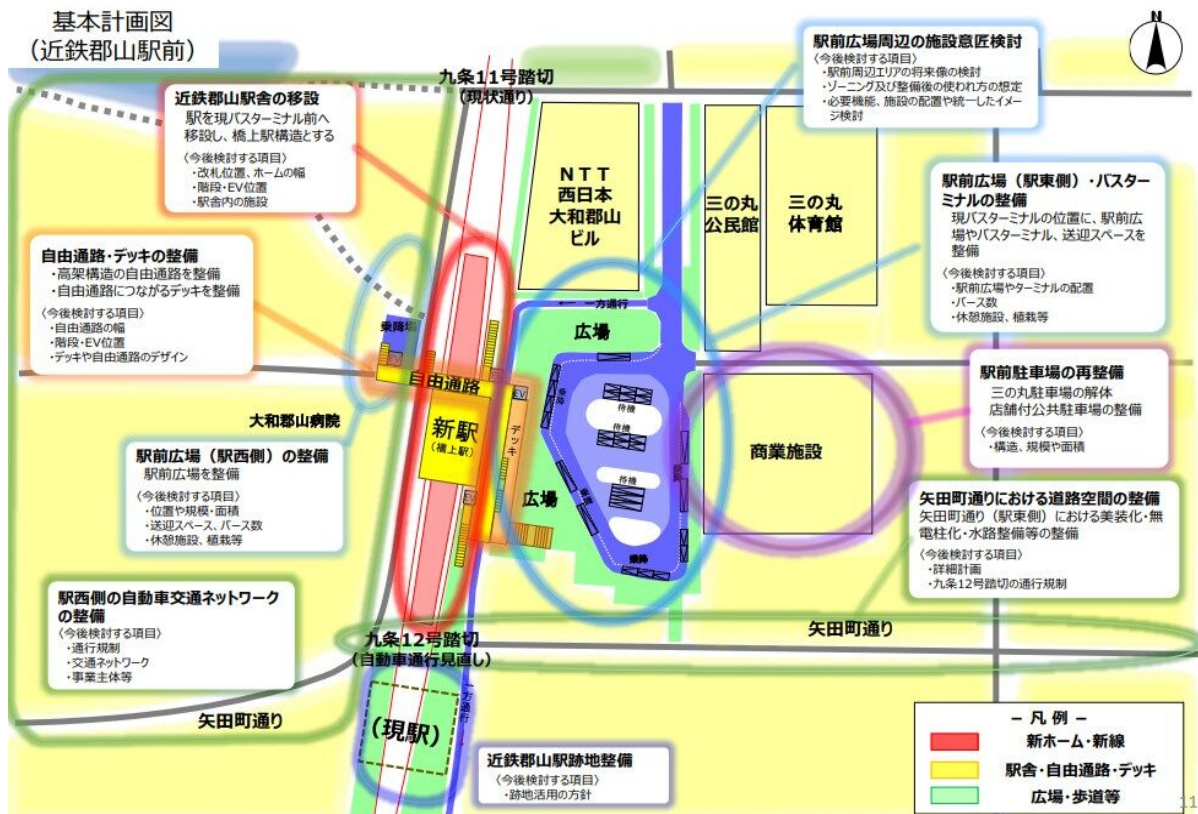 基本計画図
(近鉄郡山駅前)
九条11号踏切
(現状通り)
近鉄郡山駅舎の移設
駅を現バスターミナル前へ
移設し、橋上駅構造とする
〈今後検討する項目〉
・改札位置、ホームの幅
・階段・EV位置
・駅舎内の施設
自由通路・デッキの整備
・高架構造の自由通路を整備
・自由通路につながるデッキを整備
〈今後検討する項目〉
・自由通路の幅
・階段・EV位置
・デッキや自由通路のデザイン
大和郡山病院
駅前広場(駅西側)の整備
駅前広場を整備
〈今後検討する項目〉
・位置や規模・面積
・送迎スペース、バース数
・休憩施設、植栽等
駅西側の自動車交通ネットワーク
の整備
〈今後検討する項目〉
・通行規制
・交通ネットワーク
・事業主体等
矢田町通り
乗降場
EV
自由通路
新駅
(橋上駅)
EV
デッキ
EV
EV
九条12号踏切
(自動車通行見直し)
(現駅)
一方通行
近鉄郡山駅跡地整備
〈今後検討する項目〉
・跡地活用の方針
NTT
西日本
大和郡山
ビル
三の丸
公民館
三の丸
体育館
← 一方通行
広場
広場
乗降
待機
待機
待機
乗降
乗降
乗降
商業施設
矢田町通り
駅前広場周辺の施設意匠検討
〈今後検討する項目〉
・駅前周辺エリアの将来像の検討
・ゾーニング及び整備後の使われ方の想定
・必要機能、施設の配置や統一したイメー
ジ検討
N
駅前広場(駅東側)・バスター
ミナルの整備
現バスターミナルの位置に、駅前広
場やバスターミナル、送迎スペースを
整備
〈今後検討する項目〉
・駅前広場やターミナルの配置
・バース数
・休憩施設、植栽等
駅前駐車場の再整備
三の丸駐車場の解体
店舗付公共駐車場の整備
〈今後検討する項目〉
・構造、規模や面積
矢田町通りにおける道路空間の整備
矢田町通り(駅東側)における美装化・無
電柱化・水路整備等の整備
〈今後検討する項目〉
・詳細計画
・九条12号踏切の通行規制
- 凡例 -
新ホーム・新線
駅舎・自由通路・デッキ
広場・歩道等
11